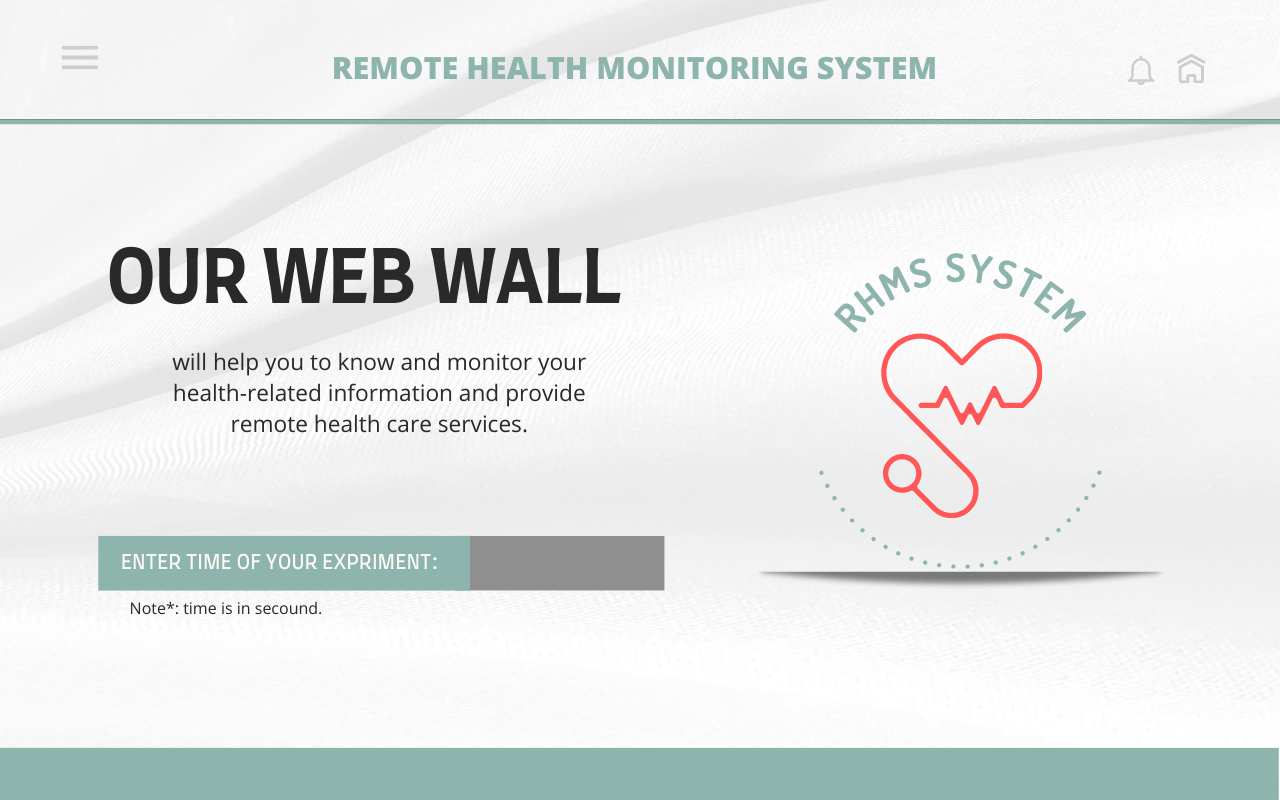 REMOTE HEALTH MONITORING SYSTEM
OUR WEB WALL
will help you to know and monitor your
health-related information and provide
remote health care services.
RHMS SYSTEM
ENTER TIME OF YOUR EXPRIMENT:
Note*: time is in secound.